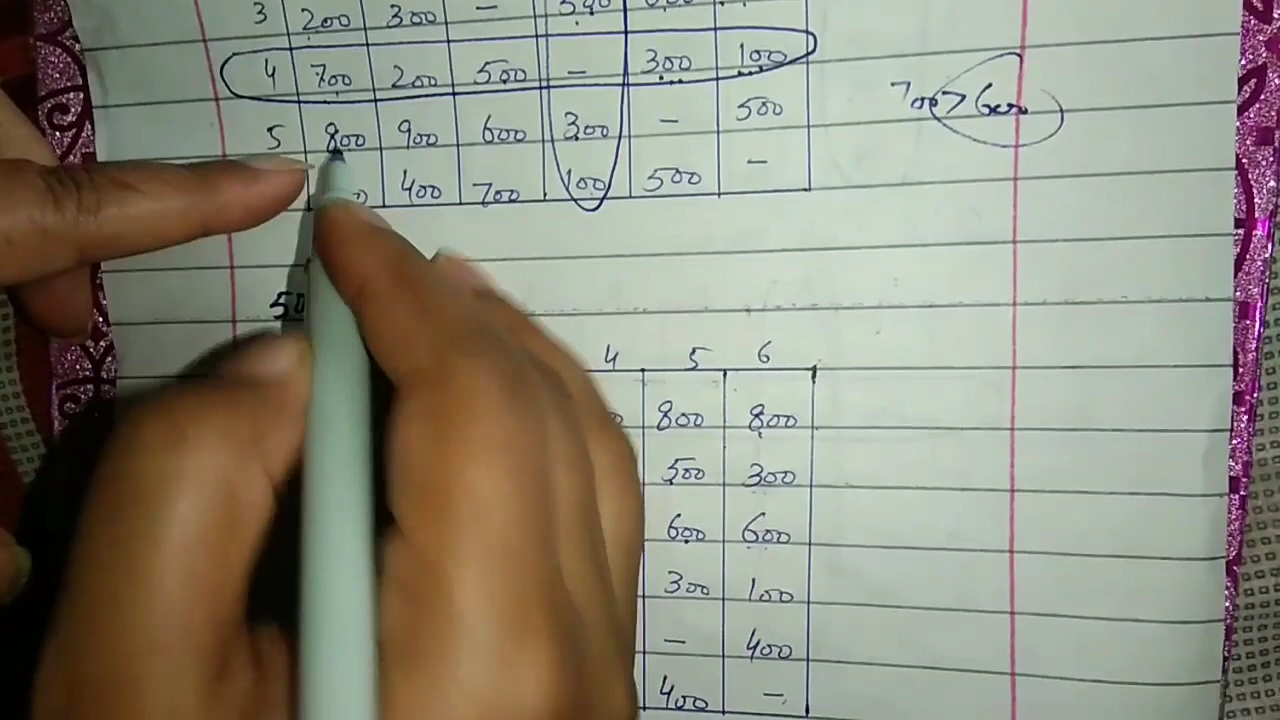 3 200 300 –
4 700 200 500 – 300 100
5 800 900 600 300 – 500
400 700 100 500 –
700 > 600
50
4 5 6
800 800
500 300
600 600
300 100
– 400
400 –